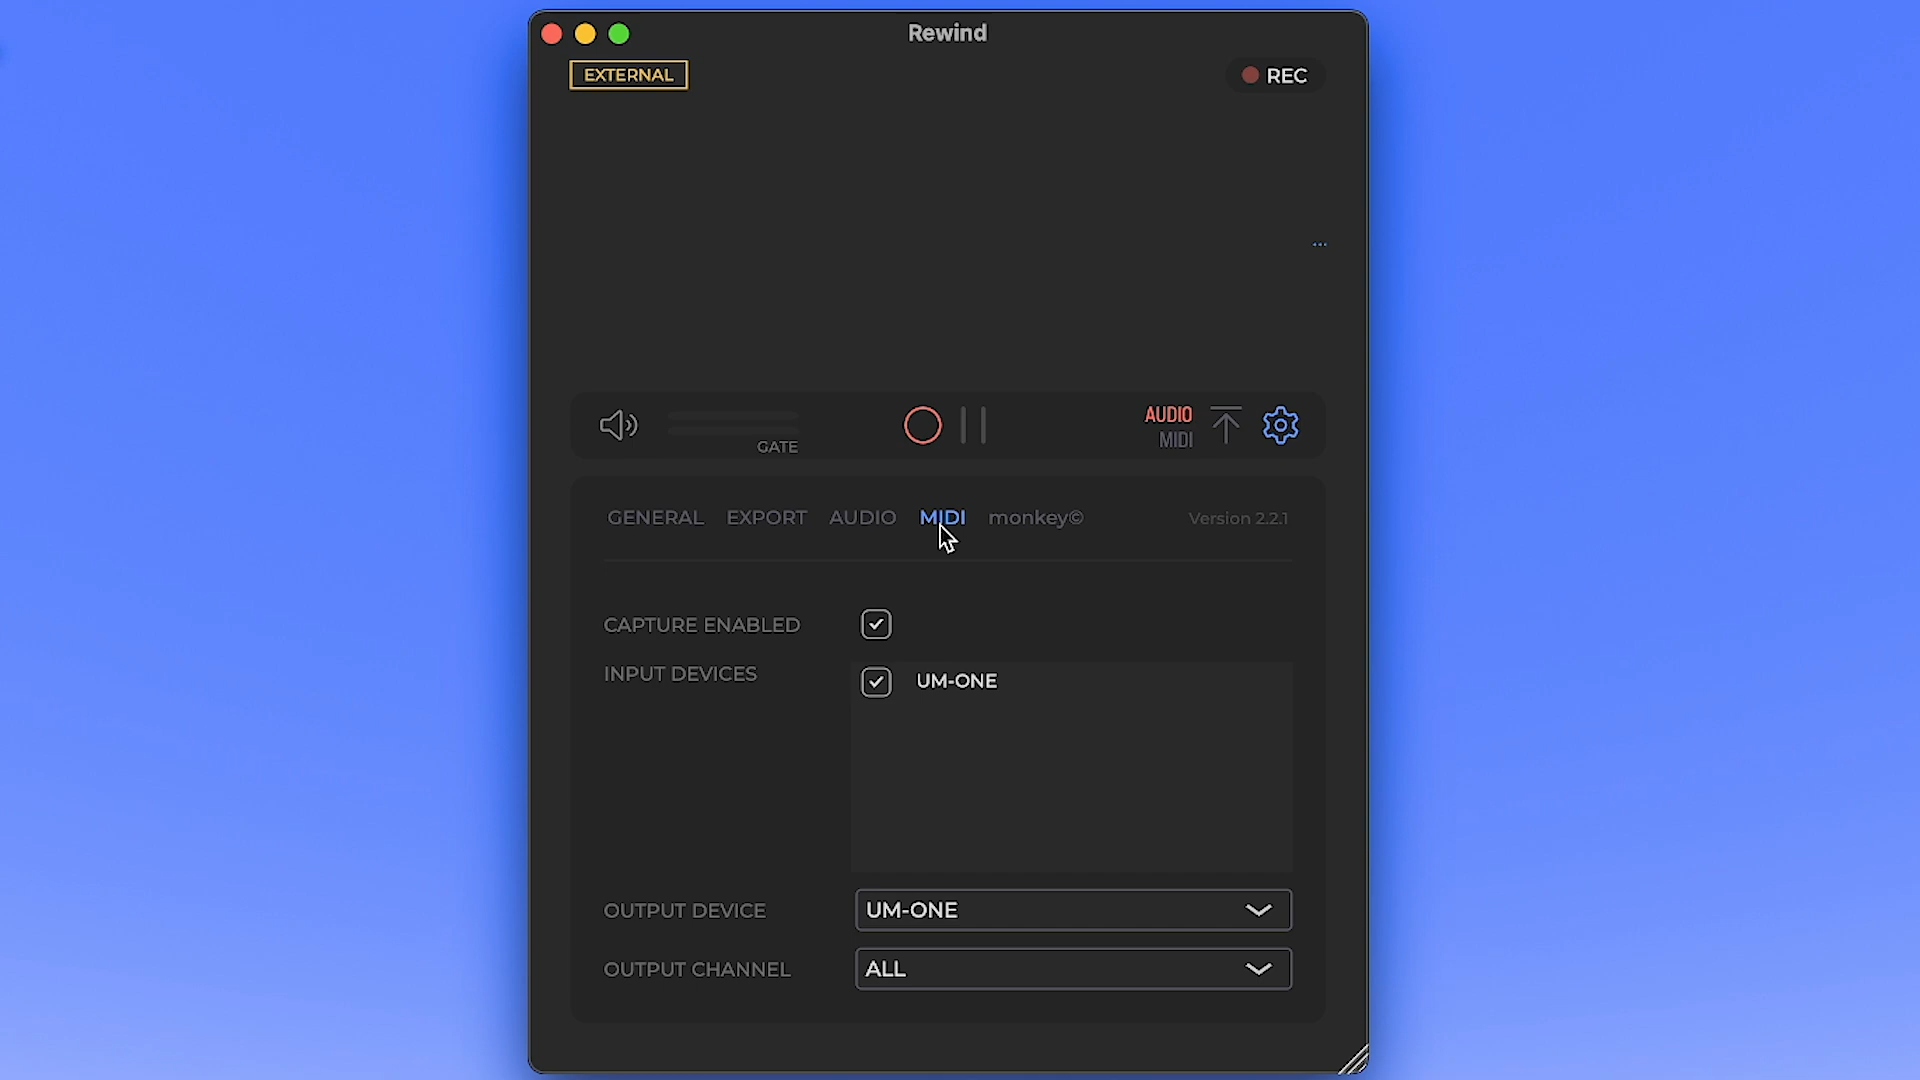 Rewind
EXTERNAL
REC
...
GATE
AUDIO
MIDI
GENERAL EXPORT AUDIO MIDI monkey© Version 2.2.1
CAPTURE ENABLED
INPUT DEVICES UM-ONE
OUTPUT DEVICE UM-ONE
OUTPUT CHANNEL ALL